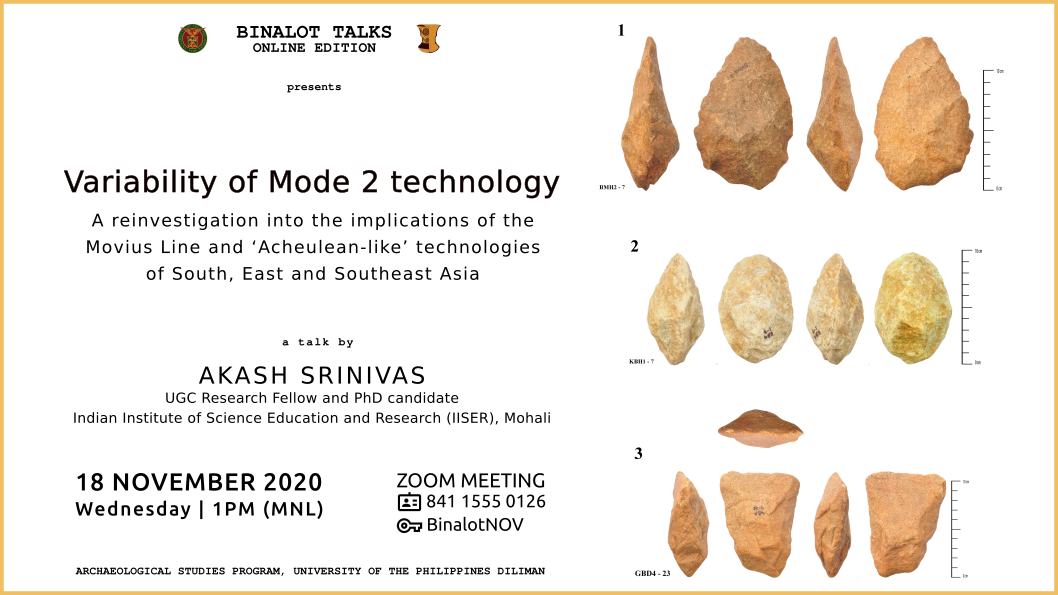 BINALOT TALKS
ONLINE EDITION
presents
Variability of Mode 2 technology
A reinvestigation into the implications of the
Movius Line and ‘Acheulean-like’ technologies
of South, East and Southeast Asia
a talk by
AKASH SRINIVAS
UGC Research Fellow and PhD candidate
Indian Institute of Science Education and Research (IISER), Mohali
18 NOVEMBER 2020
Wednesday | 1PM (MNL)
ZOOM MEETING
841 1555 0126
BinalotNOV
ARCHAEOLOGICAL STUDIES PROGRAM, UNIVERSITY OF THE PHILIPPINES DILIMAN
1
BMH2 - 7
2
KBH1 - 7
3
GBD4 - 23